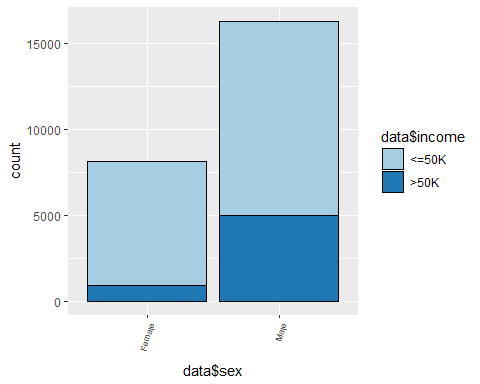 15000
10000
5000
0
count
Female
Male
data$sex
data$income
<=50K
>50K